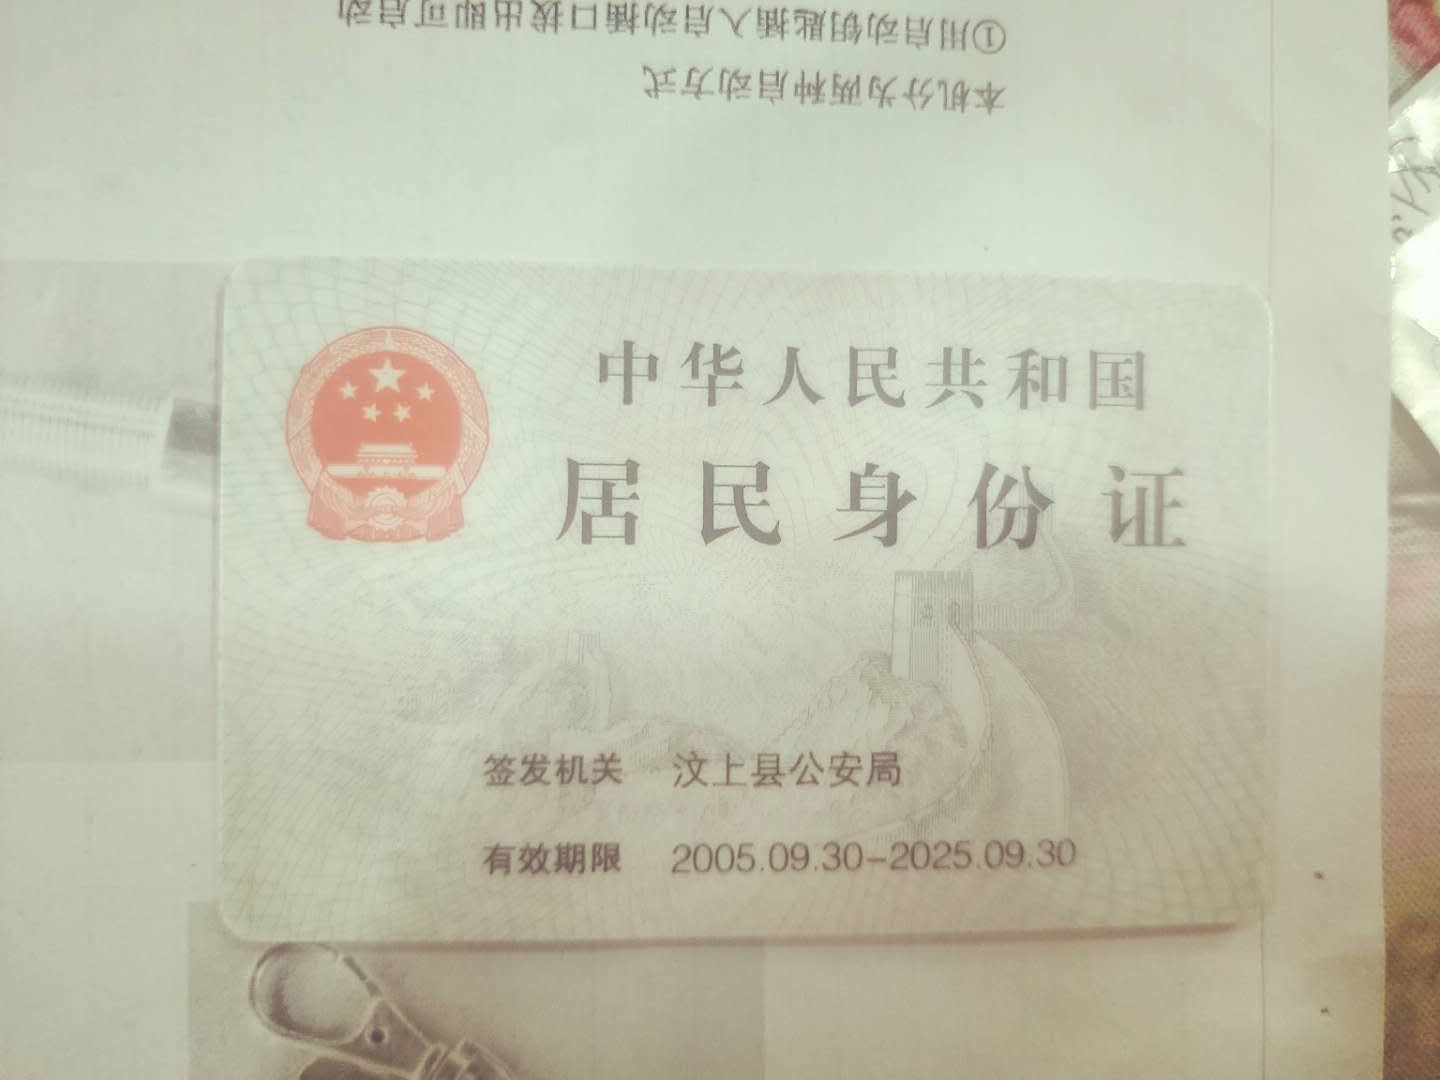 ①用启动钥匙插入启动插口拔出即可启动
本机分为两种启动方式
中华人民共和国
居民身份证
签发机关 汶上县公安局
有效期限 2005.09.30-2025.09.30